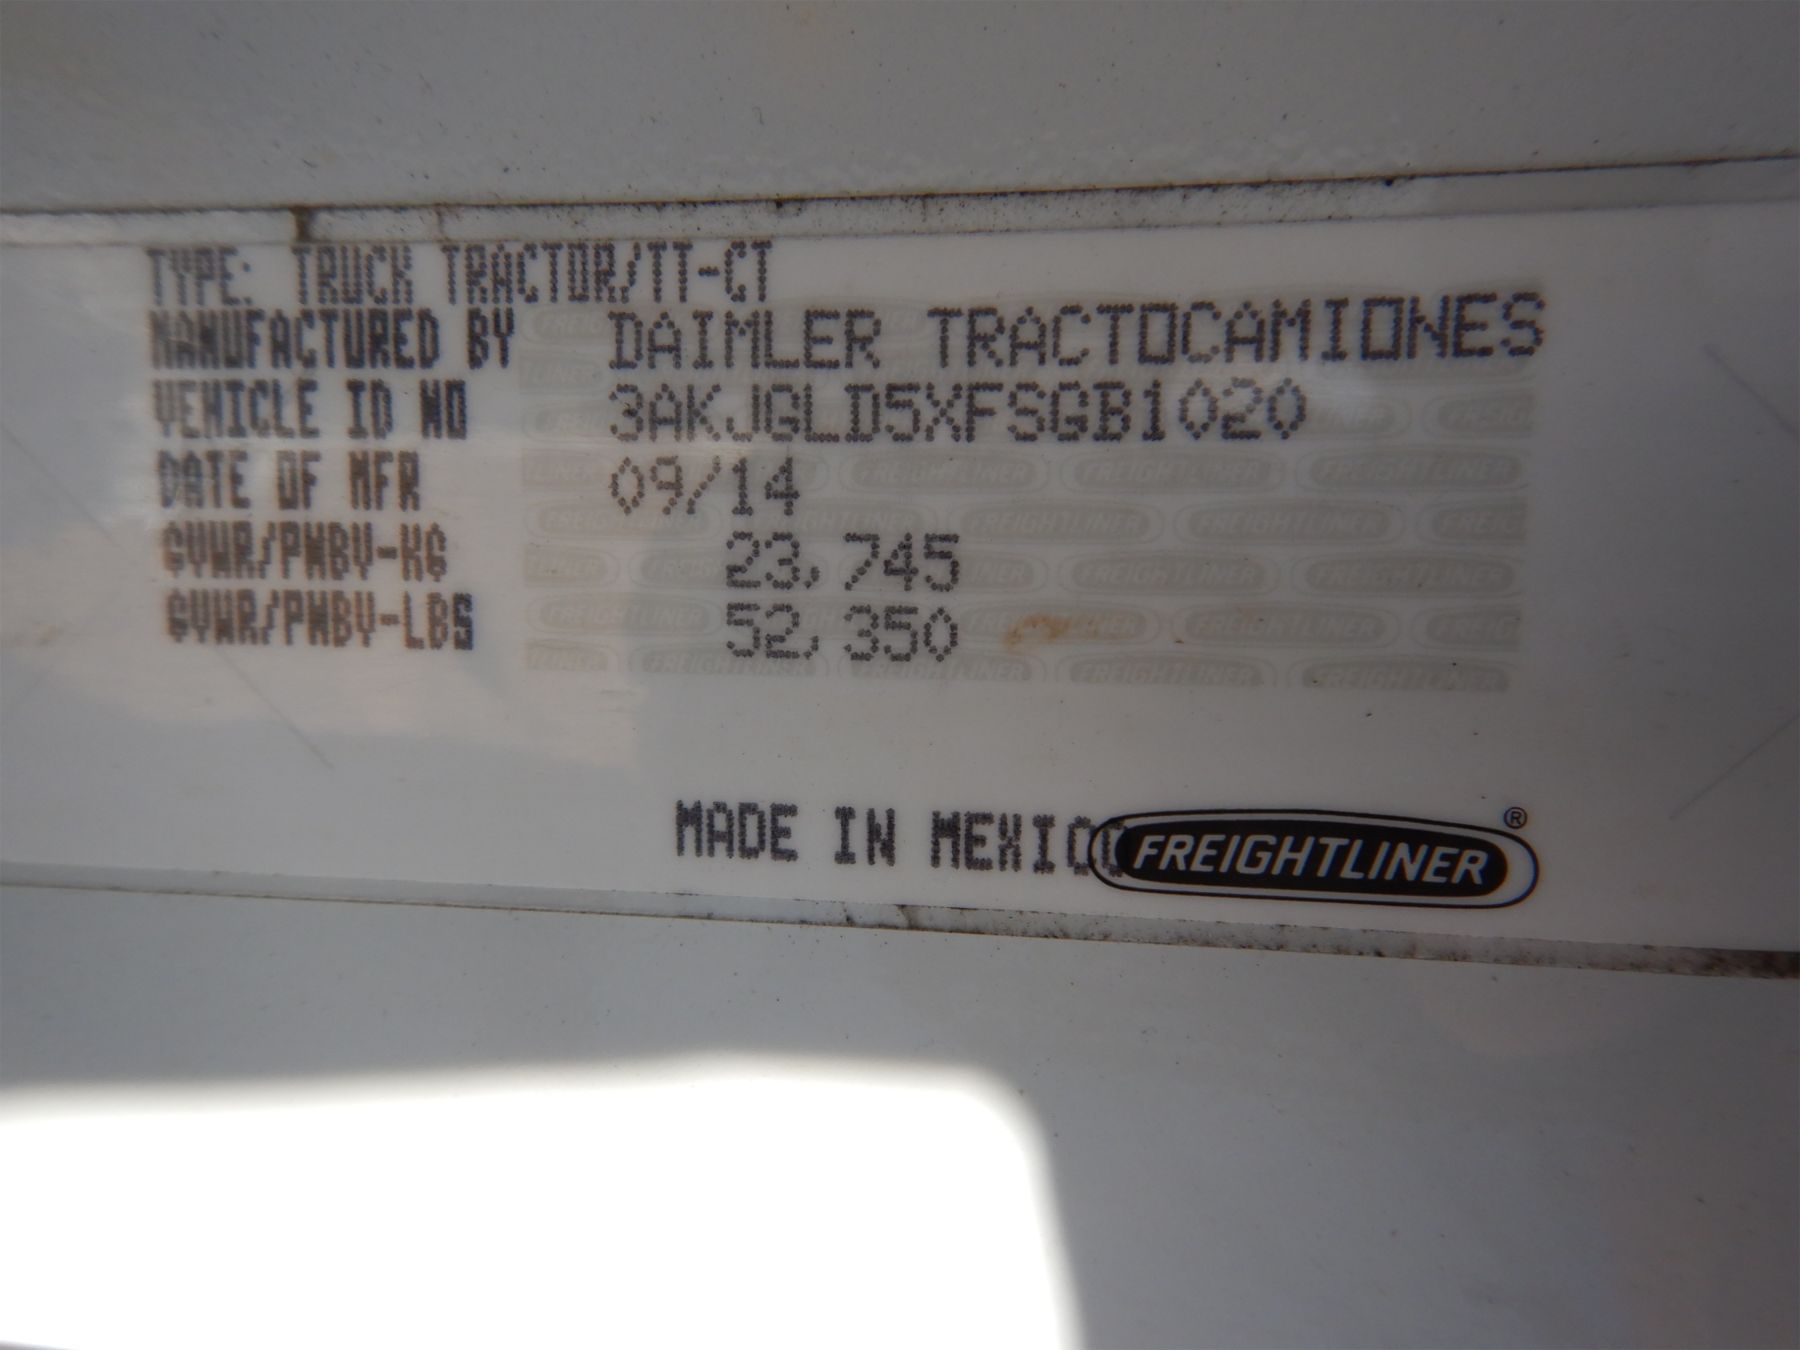 TYPE: TRUCK TRACTOR/TT-CT
MANUFACTURED BY DAIMLER TRACTOCAMIONES
VEHICLE ID NO 3AKJGLD5XFSGB1020
DATE OF MFR 09/14
GVWR/PMBV-KG 23,745
GVWR/PMBV-LBS 52,350
MADE IN MEXICO FREIGHTLINER®